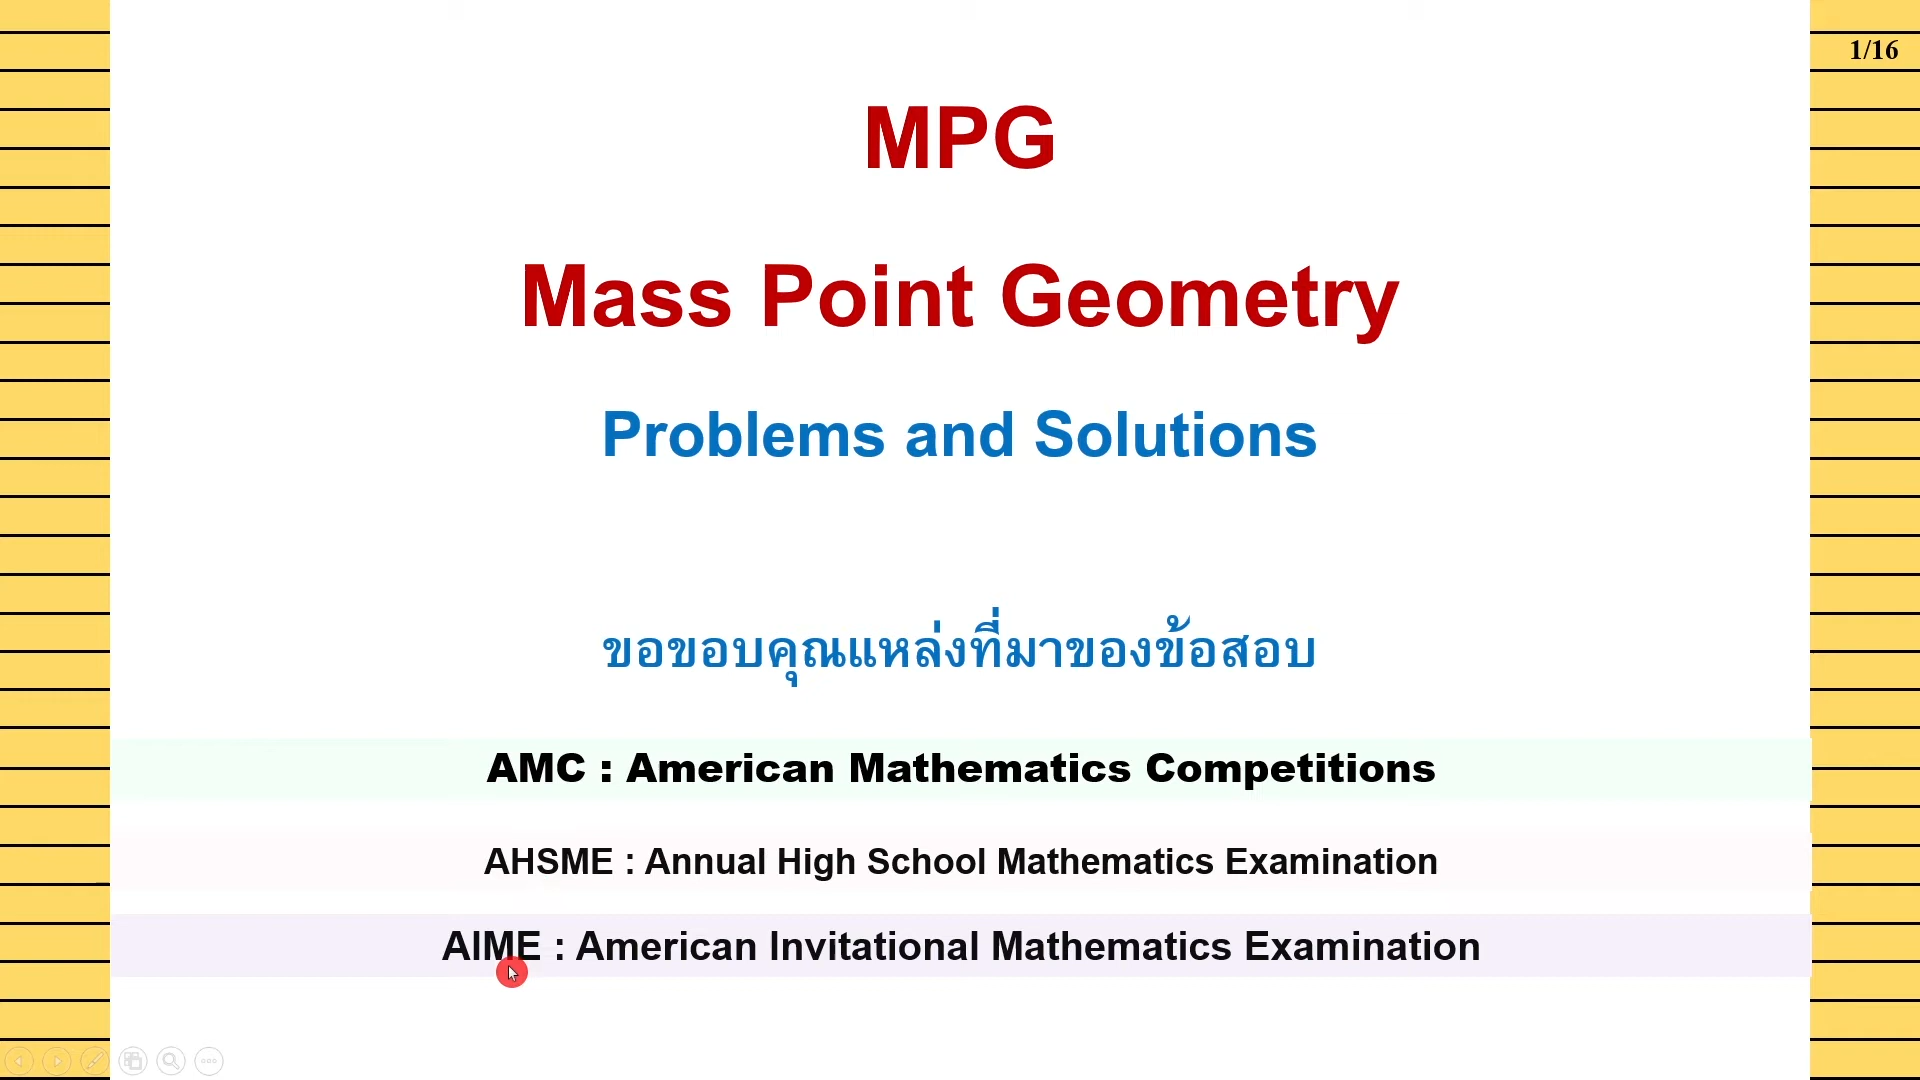 1/16
MPG
Mass Point Geometry
Problems and Solutions
ขอขอบคุณแหล่งที่มาของข้อสอบ
AMC : American Mathematics Competitions
AHSME : Annual High School Mathematics Examination
AIME : American Invitational Mathematics Examination